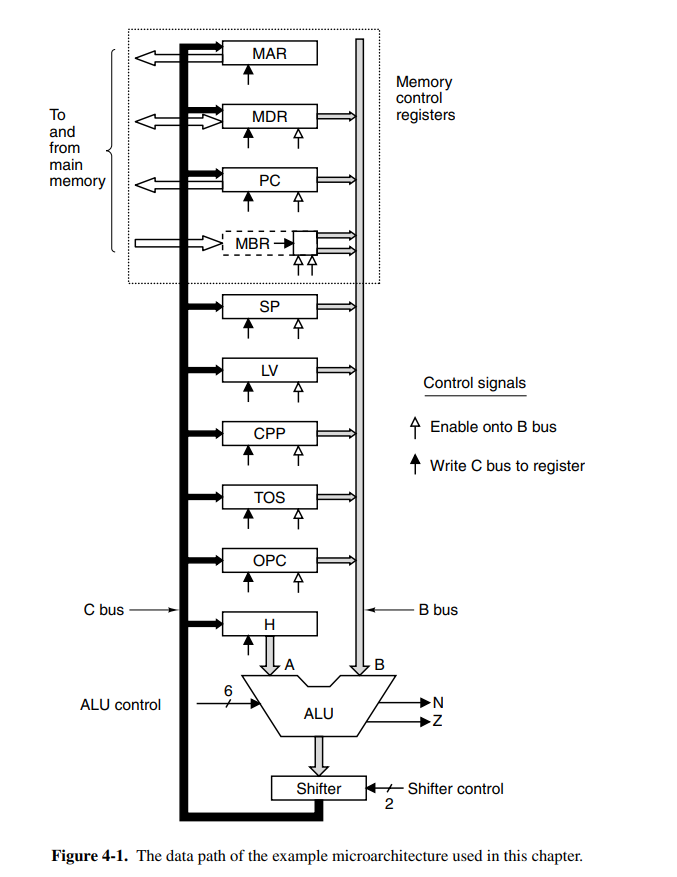 MAR
Memory
control
registers
To
and
from
main
memory
MDR
PC
MBR
SP
LV
Control signals
Enable onto B bus
CPP
Write C bus to register
TOS
OPC
C bus
B bus
H
A
B
6
ALU control
ALU
N
Z
Shifter
Shifter control
2
Figure 4-1. The data path of the example microarchitecture used in this chapter.